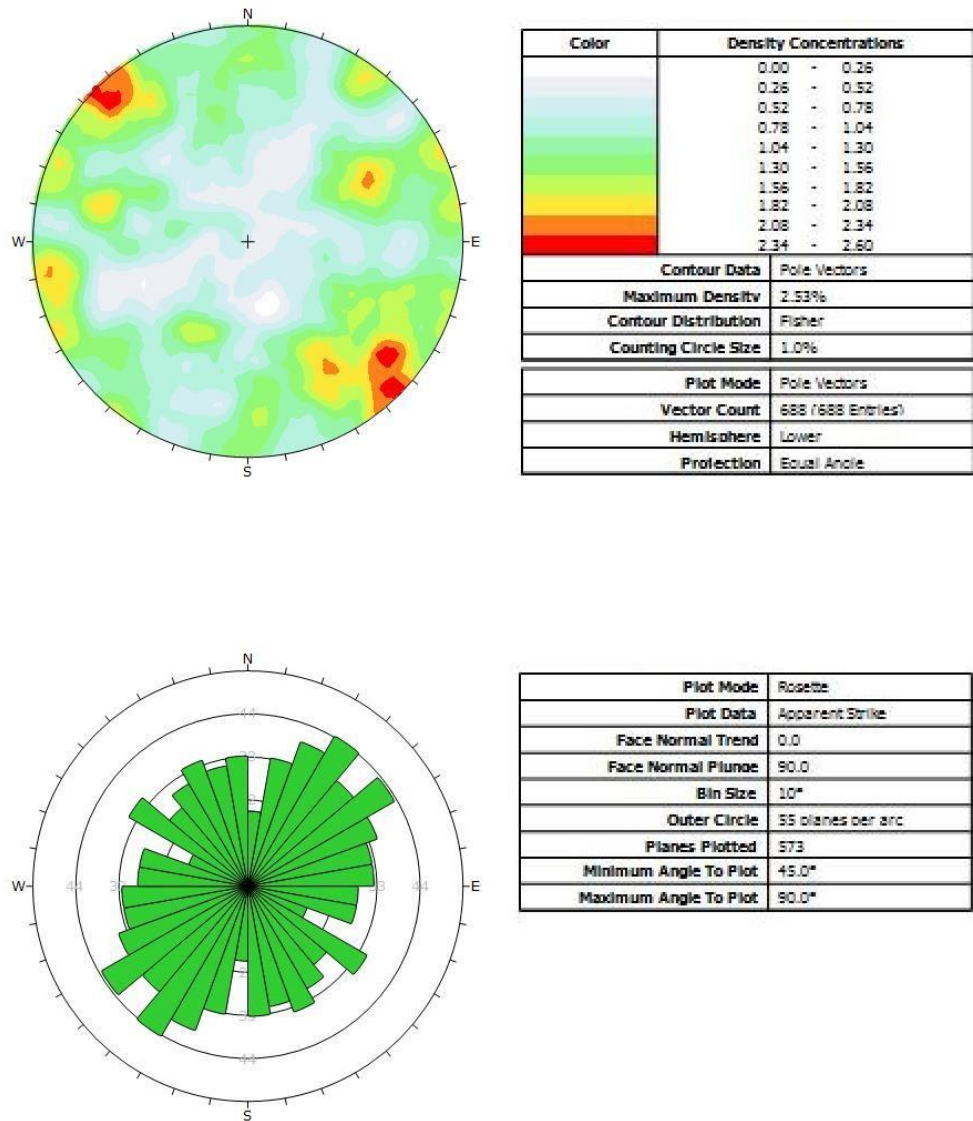 N
W
E
S
Color Density Concentrations
0.00 - 0.26
0.26 - 0.52
0.52 - 0.78
0.78 - 1.04
1.04 - 1.30
1.30 - 1.56
1.56 - 1.82
1.82 - 2.08
2.08 - 2.34
2.34 - 2.60
Contour Data Pole Vectors
Maximum Density 2.53%
Contour Distribution Fisher
Counting Circle Size 1.0%
Plot Mode Pole Vectors
Vector Count 688 (688 Entries)
Hemisphere Lower
Projection Equal Angle
N
44
W
44
44
E
44
S
Plot Mode Rosette
Plot Data Apparent Strike
Face Normal Trend 0.0
Face Normal Plunge 90.0
Bin Size 10°
Outer Circle 55 planes per arc
Planes Plotted 573
Minimum Angle To Plot 45.0°
Maximum Angle To Plot 90.0°